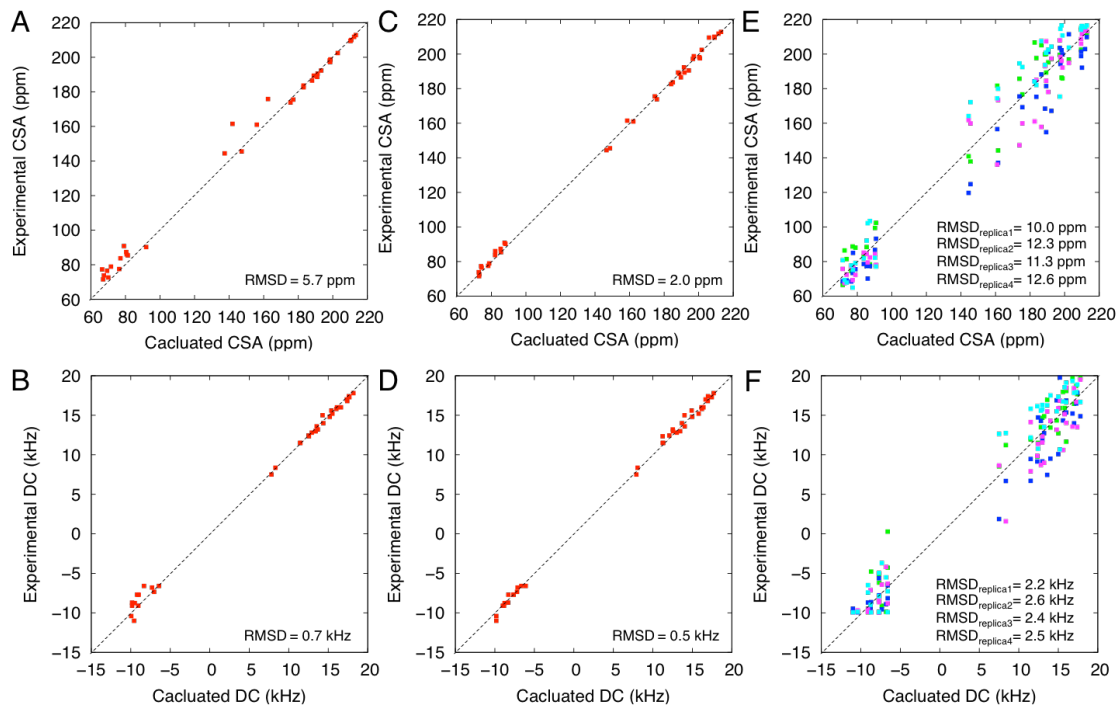 A
220
200
180
160
140
120
100
80
60
Experimental CSA (ppm)
RMSD = 5.7 ppm
60 80 100 120 140 160 180 200 220
Cacluated CSA (ppm)
C
220
200
180
160
140
120
100
80
60
Experimental CSA (ppm)
RMSD = 2.0 ppm
60 80 100 120 140 160 180 200 220
Cacluated CSA (ppm)
E
220
200
180
160
140
120
100
80
60
Experimental CSA (ppm)
RMSDreplica1= 10.0 ppm
RMSDreplica2= 12.3 ppm
RMSDreplica3= 11.3 ppm
RMSDreplica4= 12.6 ppm
60 80 100 120 140 160 180 200 220
Cacluated CSA (ppm)
B
20
15
10
5
0
−5
−10
−15
Experimental DC (kHz)
RMSD = 0.7 kHz
−15 −10 −5 0 5 10 15 20
Cacluated DC (kHz)
D
20
15
10
5
0
−5
−10
−15
Experimental DC (kHz)
RMSD = 0.5 kHz
−15 −10 −5 0 5 10 15 20
Cacluated DC (kHz)
F
20
15
10
5
0
−5
−10
−15
Experimental DC (kHz)
RMSDreplica1= 2.2 kHz
RMSDreplica2= 2.6 kHz
RMSDreplica3= 2.4 kHz
RMSDreplica4= 2.5 kHz
−15 −10 −5 0 5 10 15 20
Cacluated DC (kHz)